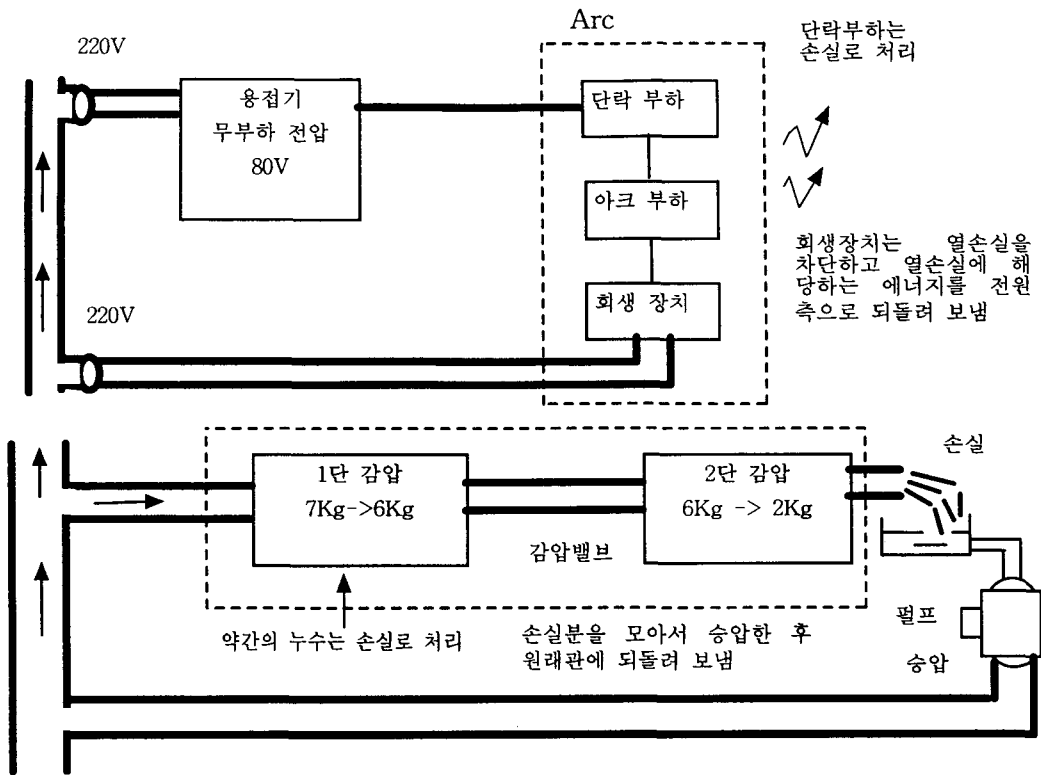 Arc
220V
단락부하는
손실로 처리
용접기
무부하 전압
80V
단락 부하
아크 부하
회생장치는 열손실을
차단하고 열손실에 해
당하는 에너지를 전원
측으로 되돌려 보냄
회생 장치
220V
손실
1단 감압
7Kg->6Kg
2단 감압
6Kg -> 2Kg
감압밸브
펄프
약간의 누수는 손실로 처리
손실분을 모아서 승압한 후
원래관에 되돌려 보냄
승압